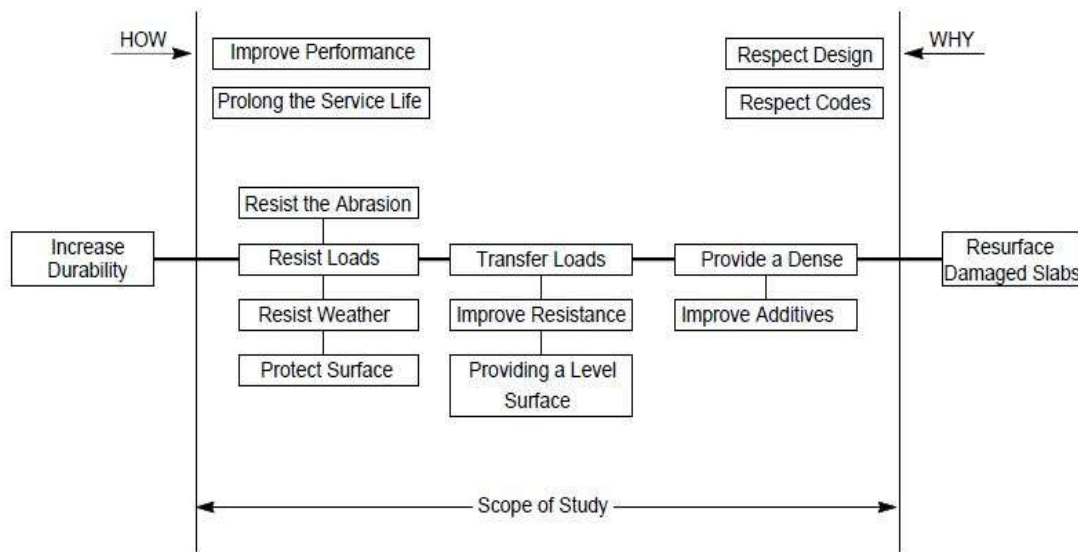 HOW
Improve Performance
Respect Design
WHY
Prolong the Service Life
Respect Codes
Resist the Abrasion
Increase
Durability
Resist Loads
Transfer Loads
Provide a Dense
Resurface
Damaged Slabs
Resist Weather
Improve Resistance
Improve Additives
Protect Surface
Providing a Level
Surface
Scope of Study